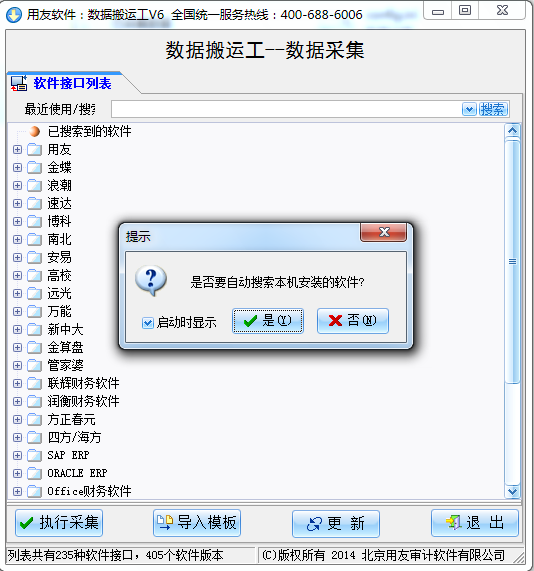 用友软件：数据搬运工V6 全国统一服务热线：400-688-6006
数据搬运工--数据采集
软件接口列表
最近使用/搜索
搜索
已搜索到的软件
用友
金蝶
浪潮
速达
博科
南北
安易
高校
远光
万能
新中大
金算盘
管家婆
联辉财务软件
润衡财务软件
方正春元
四方/海方
SAP ERP
ORACLE ERP
Office财务软件
提示
是否要自动搜索本机安装的软件?
启动时显示
是(Y)
否(N)
执行采集
导入模板
更 新
退 出
列表共有235种软件接口，405个软件版本
(C)版权所有 2014 北京用友审计软件有限公司